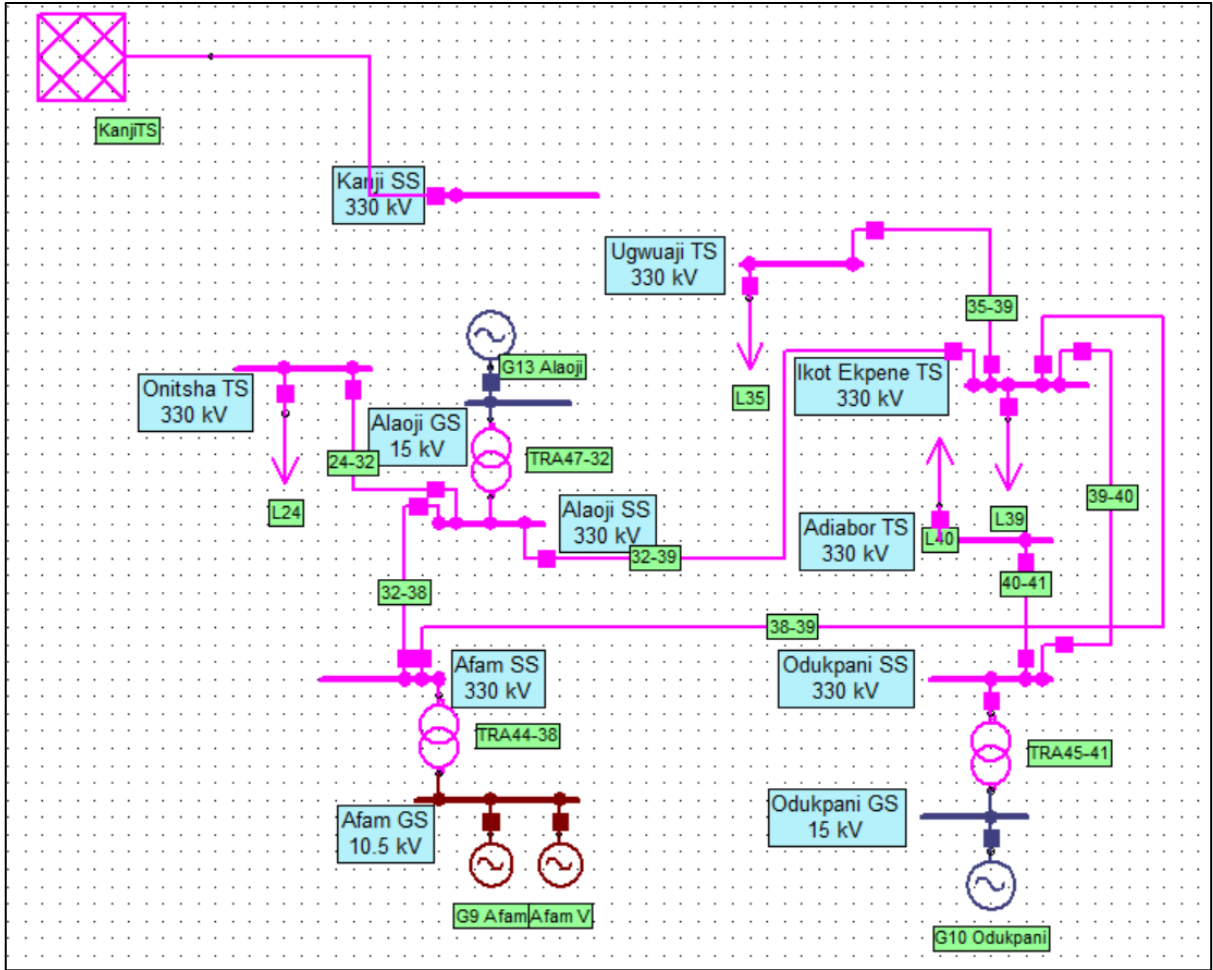 KanjiTS
Kanji SS
330 kV
Ugwuaji TS
330 kV
35-39
G13 Alaoji
Onitsha TS
330 kV
Ikot Ekpene TS
330 kV
L35
Alaoji GS
15 kV
24-32
TRA47-32
39-40
L24
Alaoji SS
330 kV
Adiabor TS
330 kV
L39
L40
32-39
40-41
32-38
38-39
Afam SS
330 kV
Odukpani SS
330 kV
TRA44-38
TRA45-41
Afam GS
10.5 kV
Odukpani GS
15 kV
G9 Afam
Afam V
G10 Odukpani